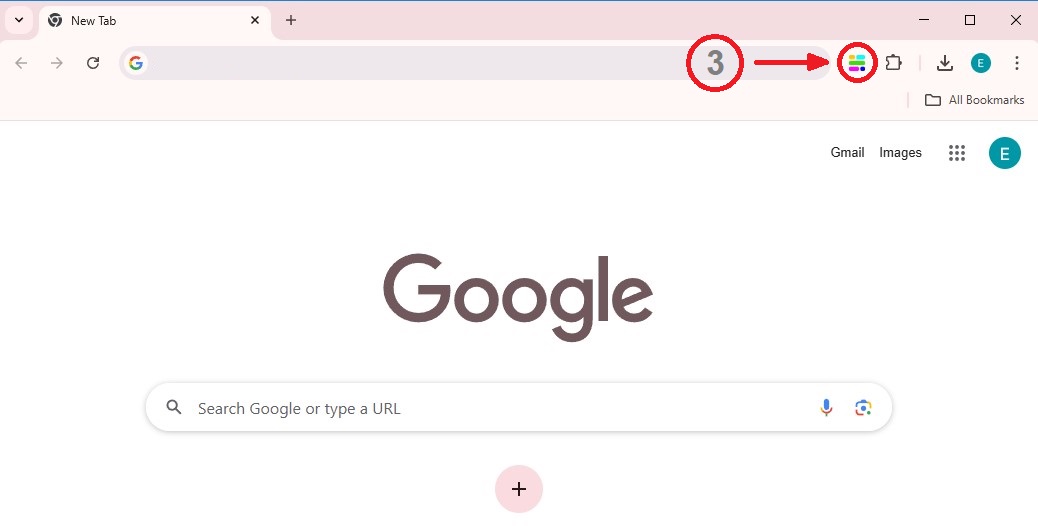 New Tab
3
E
All Bookmarks
Gmail
Images
E
Google
Search Google or type a URL